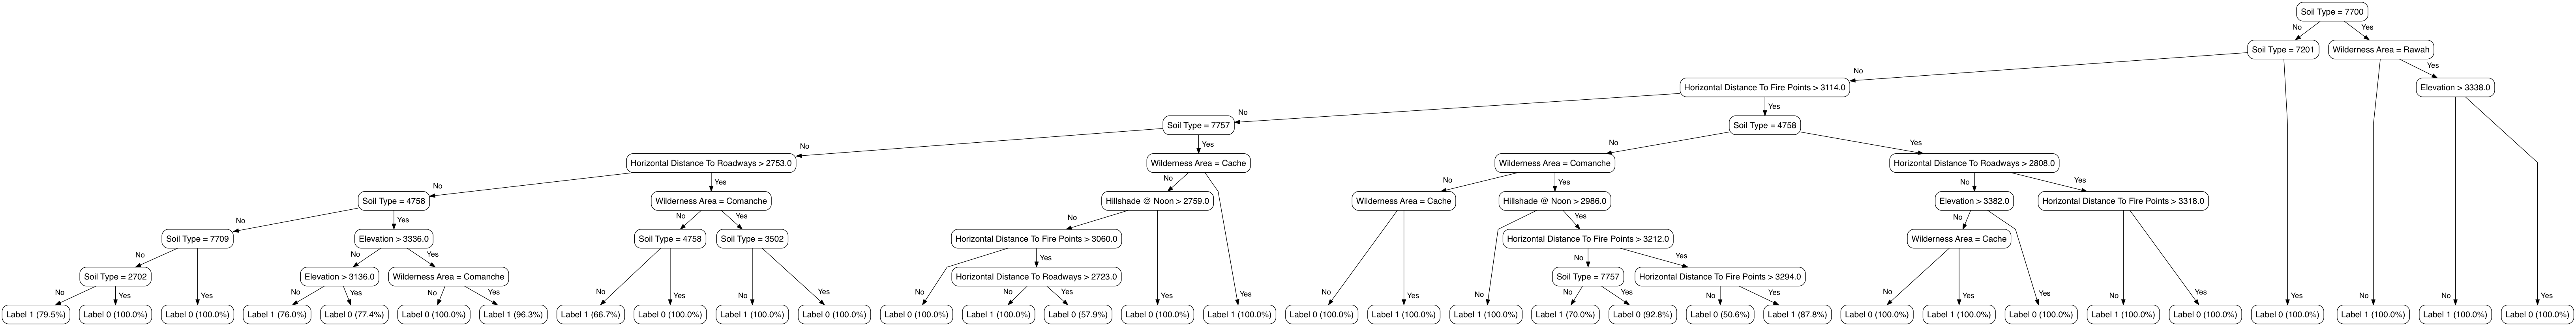 Soil Type = 7700
No Yes
Soil Type = 7201 Wilderness Area = Rawah
No Yes
Horizontal Distance To Fire Points > 3114.0 Elevation > 3338.0
No Yes
Soil Type = 7757 Soil Type = 4758
No Yes No Yes
Horizontal Distance To Roadways > 2753.0 Wilderness Area = Cache Wilderness Area = Comanche Horizontal Distance To Roadways > 2808.0
No Yes No No Yes No Yes
Soil Type = 4758 Wilderness Area = Comanche Hillshade @ Noon > 2759.0 Wilderness Area = Cache Hillshade @ Noon > 2986.0 Elevation > 3382.0 Horizontal Distance To Fire Points > 3318.0
No Yes No Yes No Yes No
Soil Type = 7709 Elevation > 3336.0 Soil Type = 4758 Soil Type = 3502 Horizontal Distance To Fire Points > 3060.0 Horizontal Distance To Fire Points > 3212.0 Wilderness Area = Cache
No No Yes Yes No Yes
Soil Type = 2702 Elevation > 3136.0 Wilderness Area = Comanche Horizontal Distance To Roadways > 2723.0 Soil Type = 7757 Horizontal Distance To Fire Points > 3294.0
No Yes Yes No Yes No Yes No Yes No Yes No No Yes Yes Yes No Yes No No Yes No Yes No Yes Yes No Yes Yes No No Yes
Label 1 (79.5%) Label 0 (100.0%) Label 0 (100.0%) Label 1 (76.0%) Label 0 (77.4%) Label 0 (100.0%) Label 1 (96.3%) Label 1 (66.7%) Label 0 (100.0%) Label 1 (100.0%) Label 0 (100.0%) Label 0 (100.0%) Label 1 (100.0%) Label 0 (57.9%) Label 0 (100.0%) Label 1 (100.0%) Label 0 (100.0%) Label 1 (100.0%) Label 1 (100.0%) Label 1 (70.0%) Label 0 (92.8%) Label 0 (50.6%) Label 1 (87.8%) Label 0 (100.0%) Label 1 (100.0%) Label 0 (100.0%) Label 1 (100.0%) Label 0 (100.0%) Label 0 (100.0%) Label 1 (100.0%) Label 1 (100.0%) Label 0 (100.0%)